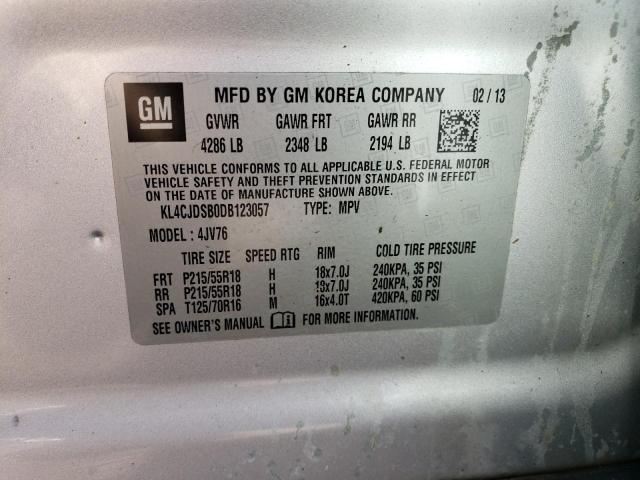 GM
MFD BY GM KOREA COMPANY 02 / 13
GVWR GAWR FRT GAWR RR
4286 LB 2348 LB 2194 LB
THIS VEHICLE CONFORMS TO ALL APPLICABLE U.S. FEDERAL MOTOR
VEHICLE SAFETY AND THEFT PREVENTION STANDARDS IN EFFECT
ON THE DATE OF MANUFACTURE SHOWN ABOVE.
KL4CJDSB0DB123057 TYPE: MPV
MODEL : 4JV76
TIRE SIZE SPEED RTG RIM COLD TIRE PRESSURE
FRT P215/55R18 H 18x7.0J 240KPA, 35 PSI
RR P215/55R18 H 19x7.0J 240KPA, 35 PSI
SPA T125/70R16 M 16x4.0T 420KPA, 60 PSI
SEE OWNER'S MANUAL FOR MORE INFORMATION.